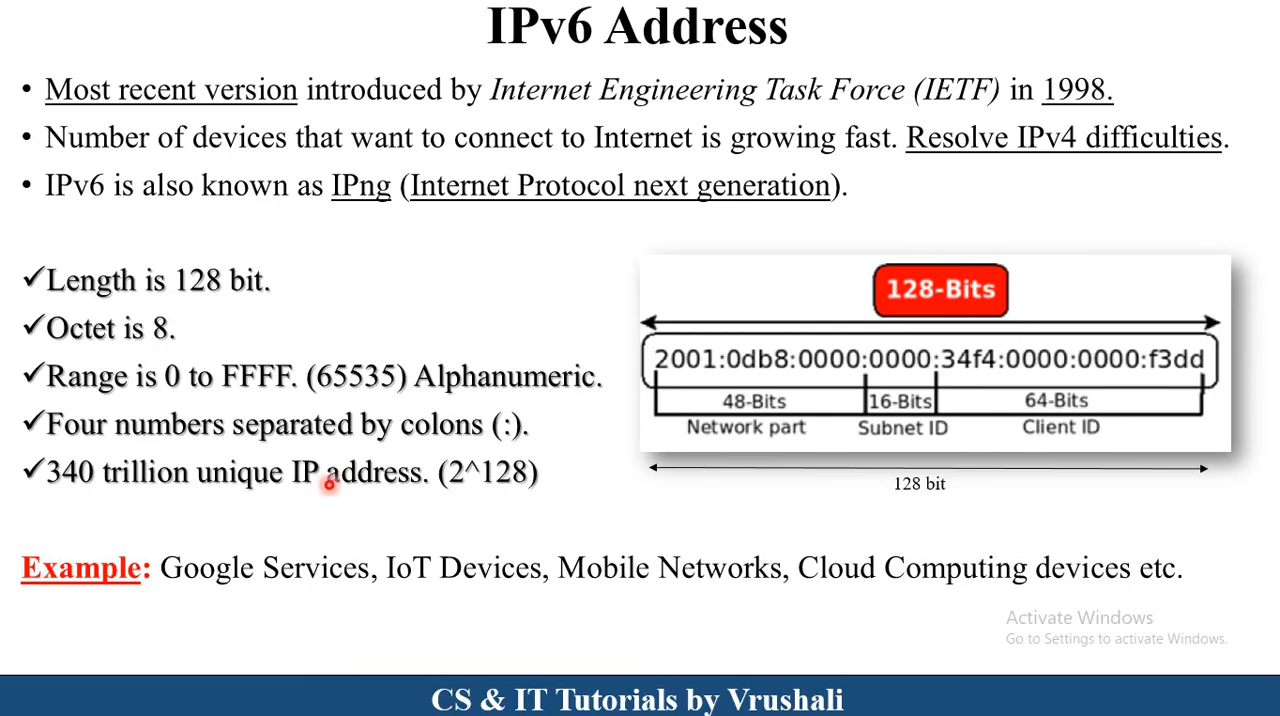 IPv6 Address
• Most recent version introduced by Internet Engineering Task Force (IETF) in 1998.
• Number of devices that want to connect to Internet is growing fast. Resolve IPv4 difficulties.
• IPv6 is also known as IPng (Internet Protocol next generation).
✓Length is 128 bit.
✓Octet is 8.
✓Range is 0 to FFFF. (65535) Alphanumeric.
✓Four numbers separated by colons (:).
✓340 trillion unique IP address. (2^128)
128-Bits
2001:0db8:0000:0000:34f4:0000:0000:f3dd
48-Bits 16-Bits 64-Bits
Network part Subnet ID Client ID
128 bit
Example: Google Services, IoT Devices, Mobile Networks, Cloud Computing devices etc.
Activate Windows
Go to Settings to activate Windows.
CS & IT Tutorials by Vrushali